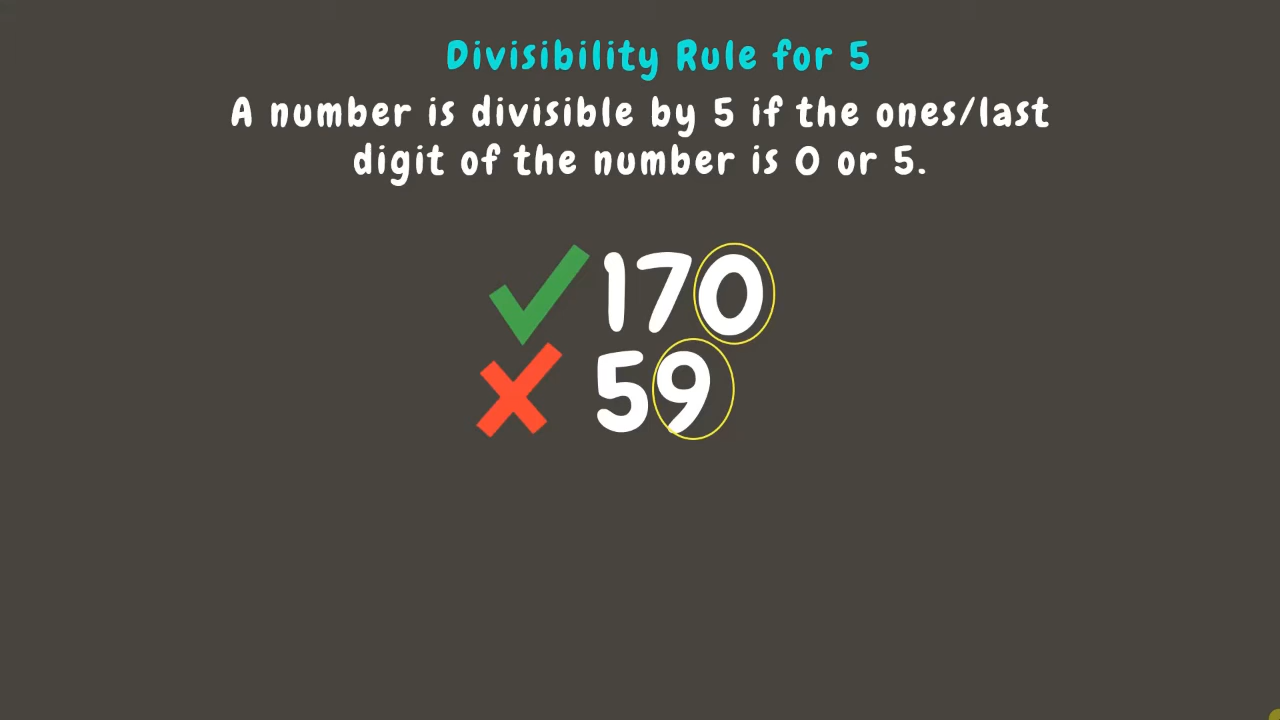 Divisibility Rule for 5
A number is divisible by 5 if the ones/last
digit of the number is 0 or 5.
170
59